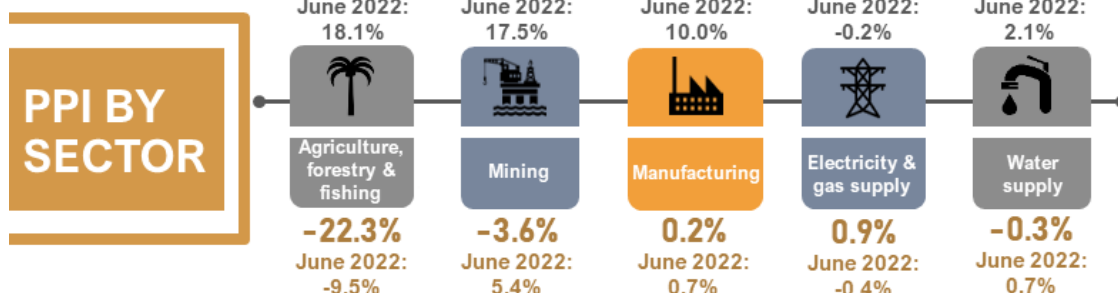 PPI BY
SECTOR
June 2022:
18.1%
Agriculture,
forestry &
fishing
-22.3%
June 2022:
-9.5%
June 2022:
17.5%
Mining
-3.6%
June 2022:
5.4%
June 2022:
10.0%
Manufacturing
0.2%
June 2022:
0.7%
June 2022:
-0.2%
Electricity &
gas supply
0.9%
June 2022:
-0.4%
June 2022:
2.1%
Water
supply
-0.3%
June 2022:
0.7%